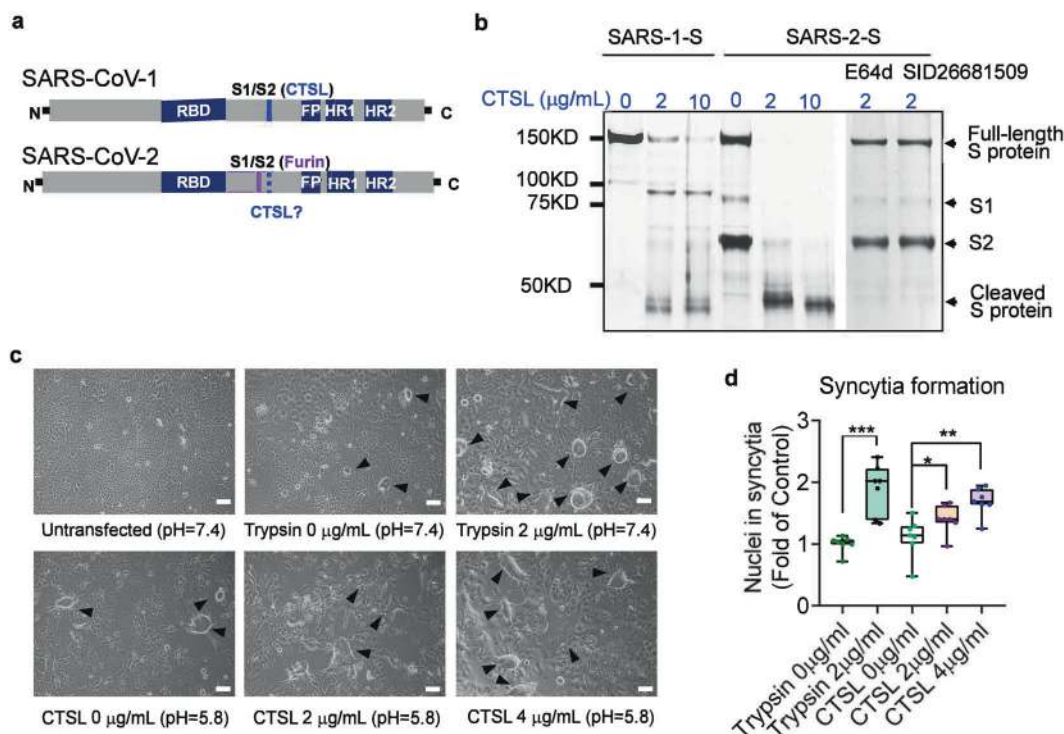 a
SARS-CoV-1
S1/S2 (CTSL)
N RBD FP HR1 HR2 C
SARS-CoV-2
S1/S2 (Furin)
N RBD FP HR1 HR2 C
CTSL?
b
SARS-1-S SARS-2-S
E64d SID26681509
CTSL (μg/mL) 0 2 10 0 2 10 2 2
150KD
100KD
75KD
50KD
Full-length
S protein
S1
S2
Cleaved
S protein
c
Untransfected (pH=7.4) Trypsin 0 μg/mL (pH=7.4) Trypsin 2 μg/mL (pH=7.4)
CTSL 0 μg/mL (pH=5.8) CTSL 2 μg/mL (pH=5.8) CTSL 4 μg/mL (pH=5.8)
d
Syncytia formation
Nuclei in syncytia
(Fold of Control)
3
2
1
0
***
**
*
Trypsin 0μg/ml
Trypsin 2μg/ml
CTSL 0μg/ml
CTSL 2μg/ml
CTSL 4μg/ml